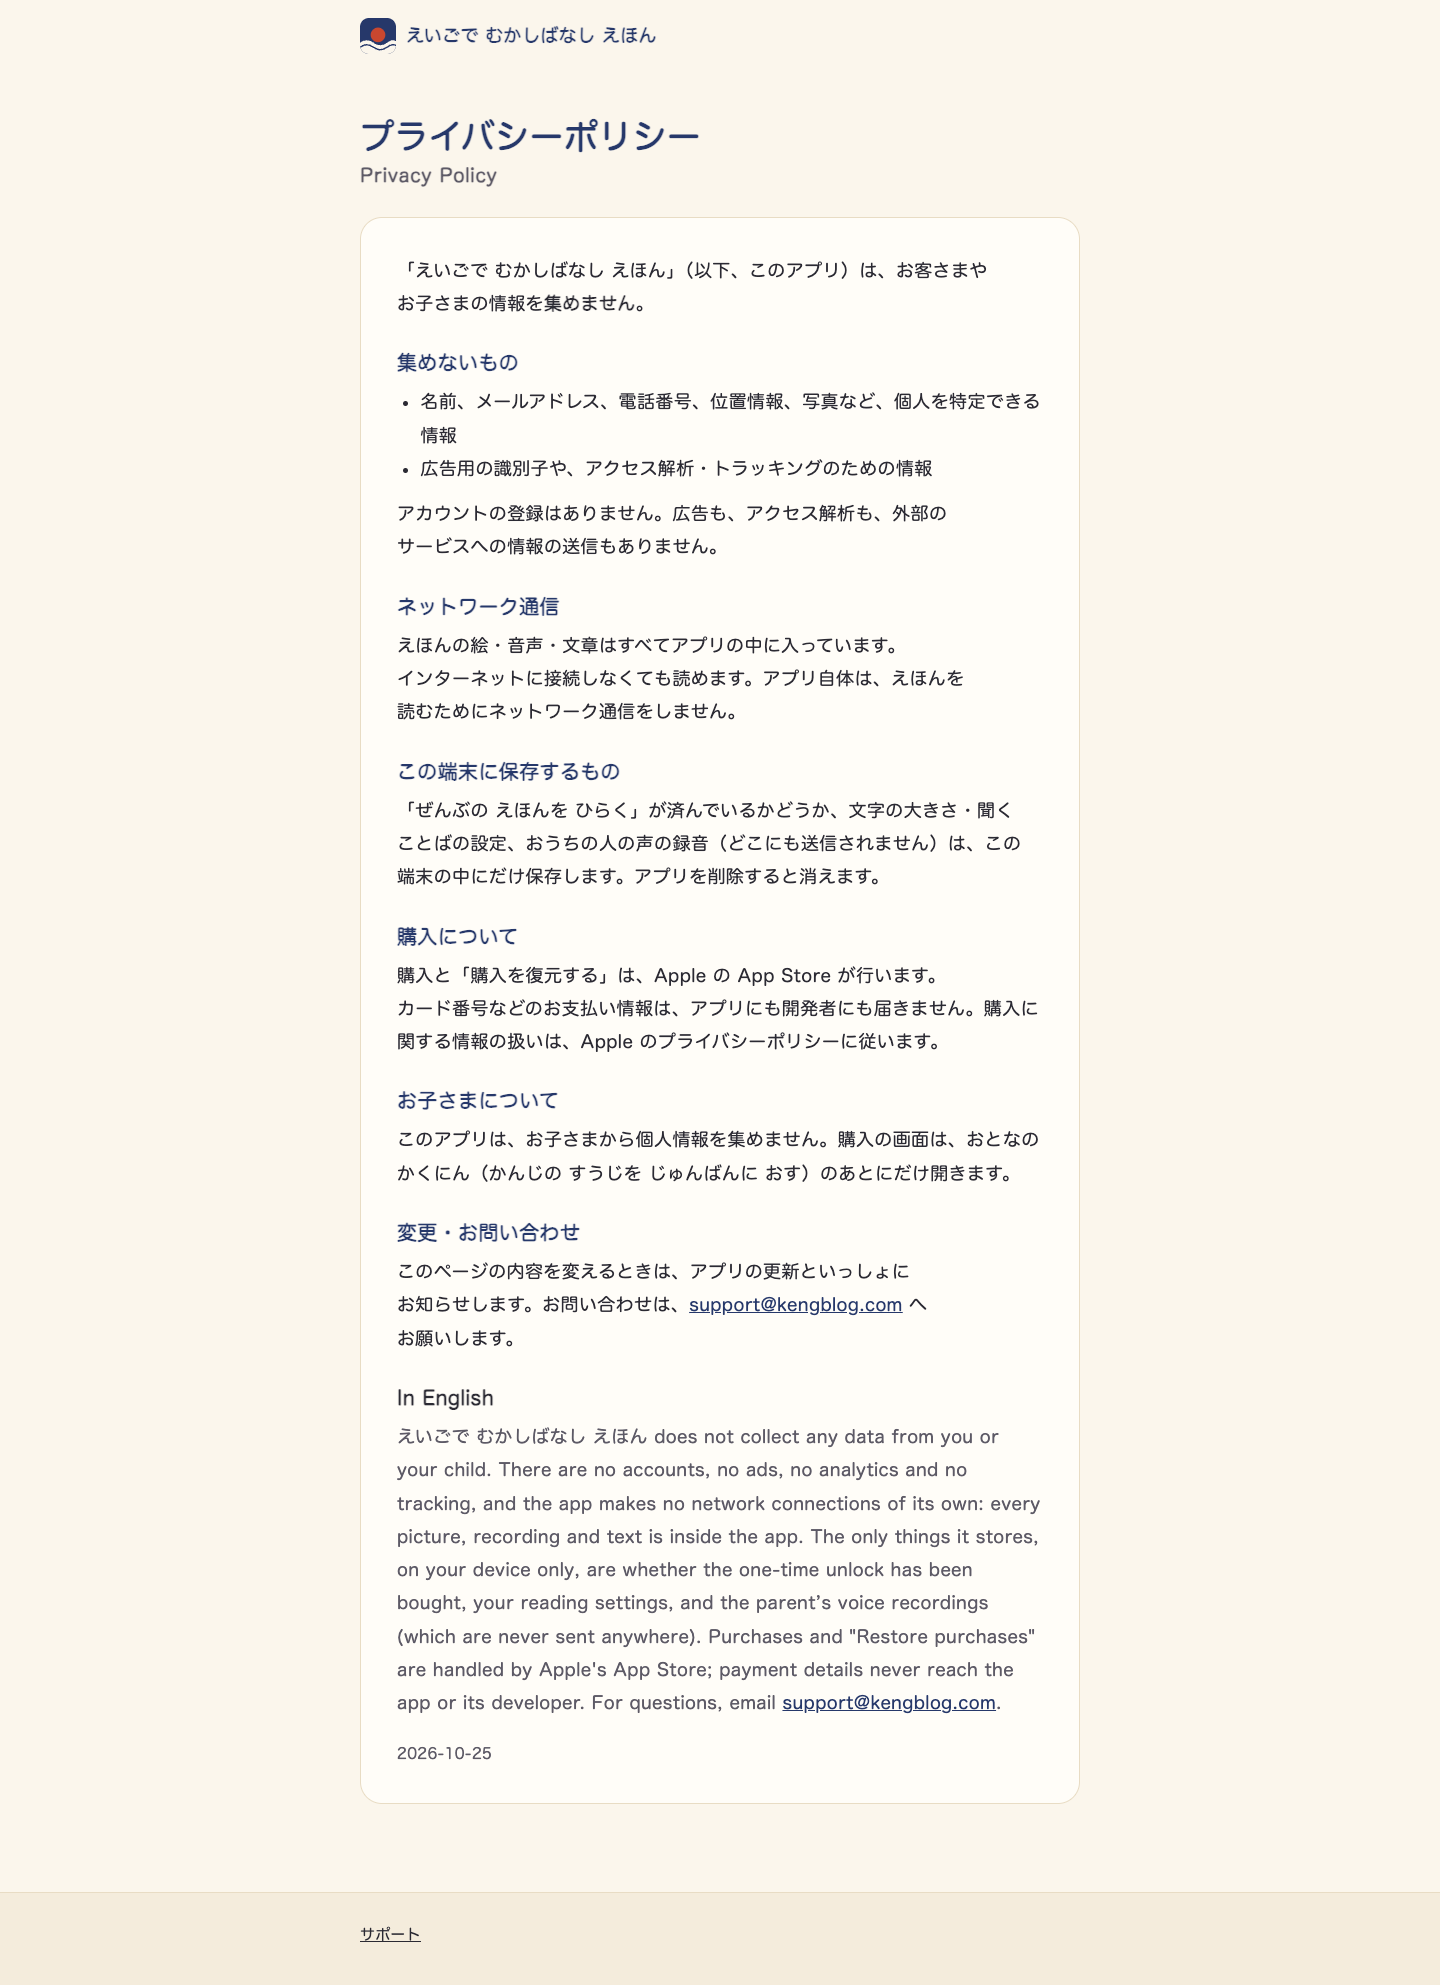 えいごで むかしばなし えほん
プライバシーポリシー
Privacy Policy
「えいごで むかしばなし えほん」（以下、このアプリ）は、お客さまや
お子さまの情報を集めません。
集めないもの
• 名前、メールアドレス、電話番号、位置情報、写真など、個人を特定できる
情報
• 広告用の識別子や、アクセス解析・トラッキングのための情報
アカウントの登録はありません。広告も、アクセス解析も、外部の
サービスへの情報の送信もありません。
ネットワーク通信
えほんの絵・音声・文章はすべてアプリの中に入っています。
インターネットに接続しなくても読めます。アプリ自体は、えほんを
読むためにネットワーク通信をしません。
この端末に保存するもの
「ぜんぶの えほんを ひらく」が済んでいるかどうか、文字の大きさ・聞く
ことばの設定、おうちの人の声の録音（どこにも送信されません）は、この
端末の中にだけ保存します。アプリを削除すると消えます。
購入について
購入と「購入を復元する」は、Apple の App Store が行います。
カード番号などのお支払い情報は、アプリにも開発者にも届きません。購入に
関する情報の扱いは、Apple のプライバシーポリシーに従います。
お子さまについて
このアプリは、お子さまから個人情報を集めません。購入の画面は、おとなの
かくにん（かんじの すうじを じゅんばんに おす）のあとにだけ開きます。
変更・お問い合わせ
このページの内容を変えるときは、アプリの更新といっしょに
お知らせします。お問い合わせは、support@kengblog.com へ
お願いします。
In English
えいごで むかしばなし えほん does not collect any data from you or
your child. There are no accounts, no ads, no analytics and no
tracking, and the app makes no network connections of its own: every
picture, recording and text is inside the app. The only things it stores,
on your device only, are whether the one-time unlock has been
bought, your reading settings, and the parent’s voice recordings
(which are never sent anywhere). Purchases and "Restore purchases"
are handled by Apple's App Store; payment details never reach the
app or its developer. For questions, email support@kengblog.com.
2026-10-25
サポート